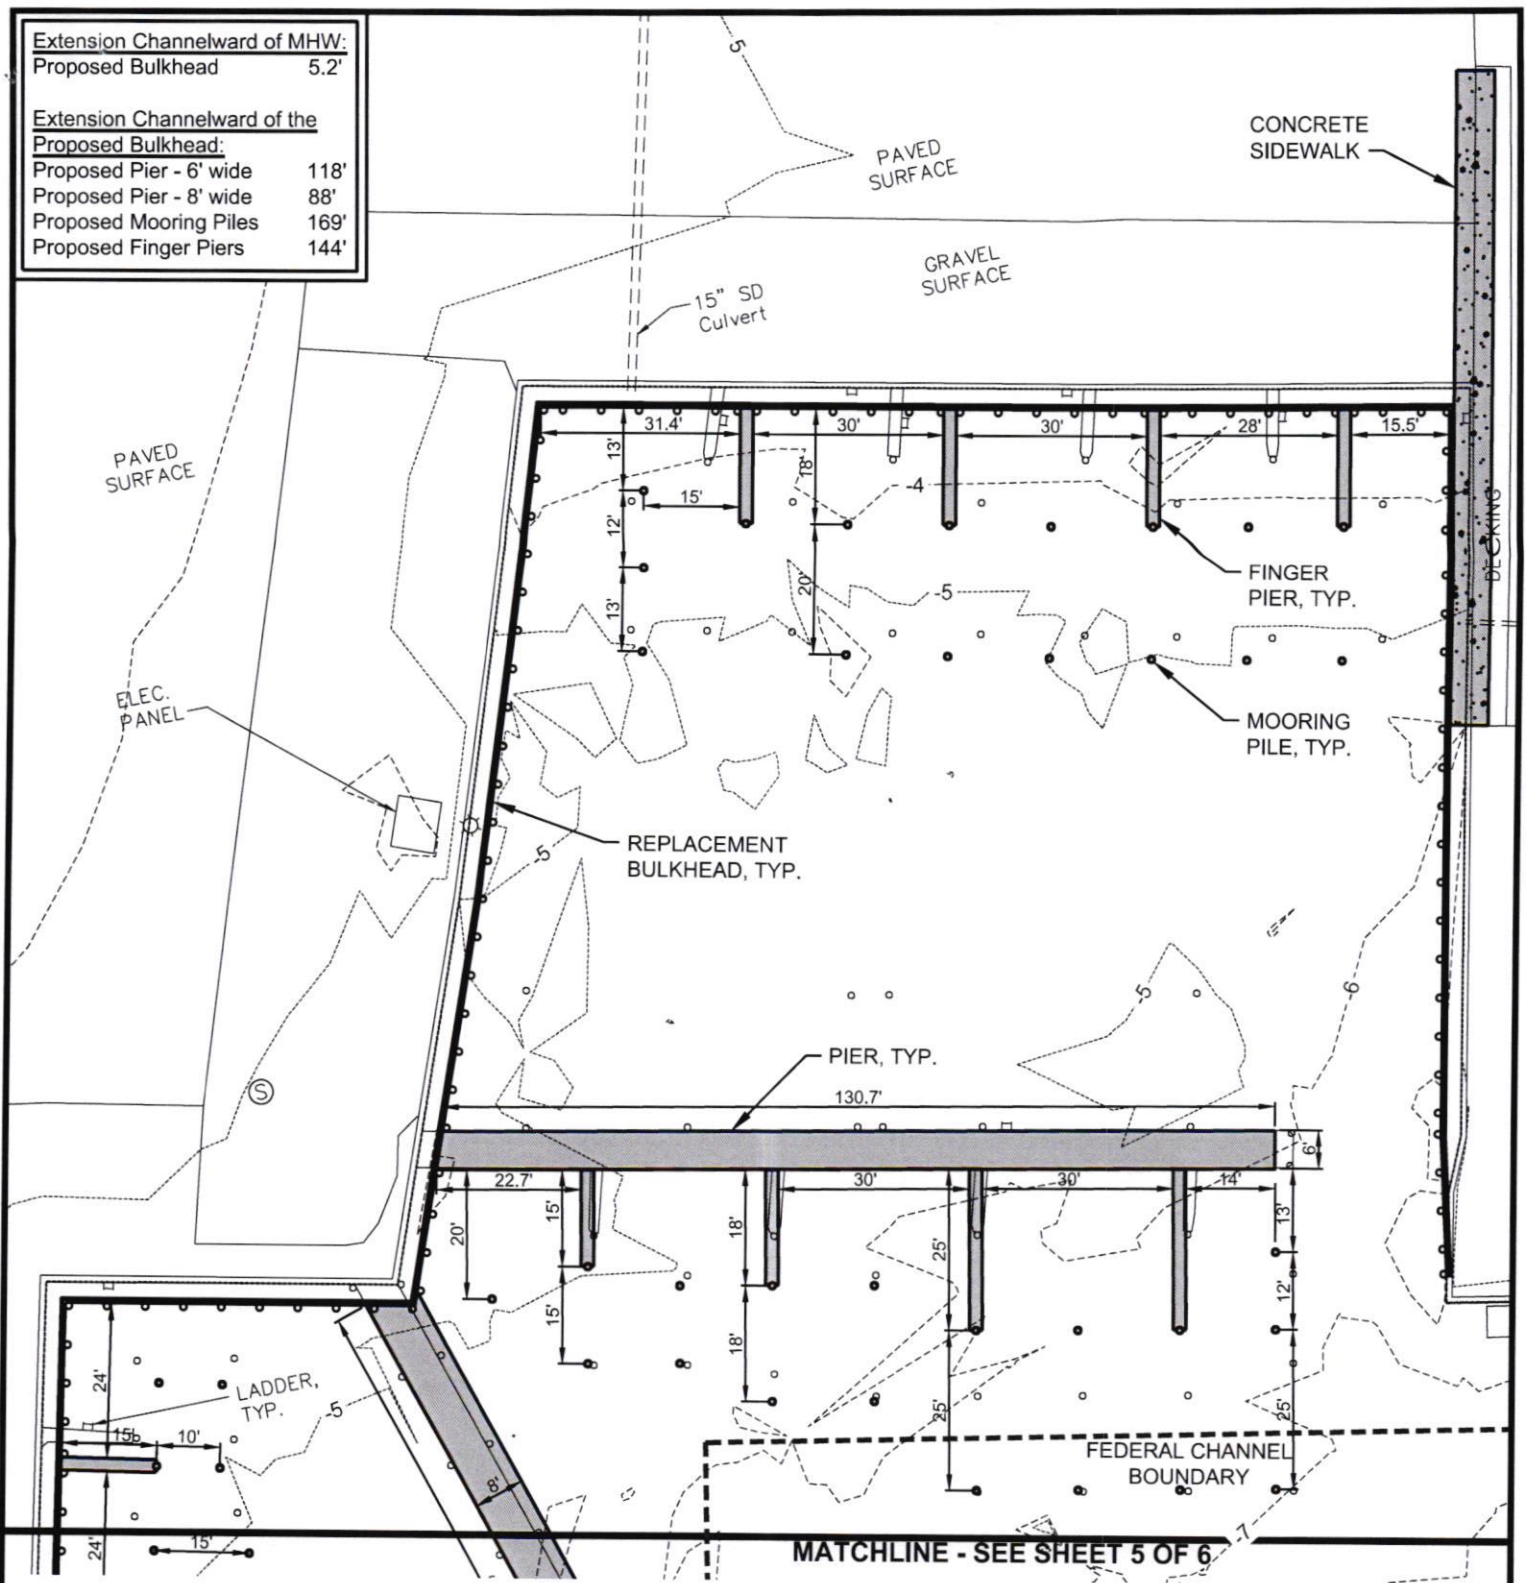 Extension Channelward of MHW:
Proposed Bulkhead 5.2'
Extension Channelward of the
Proposed Bulkhead:
Proposed Pier - 6' wide 118'
Proposed Pier - 8' wide 88'
Proposed Mooring Piles 169'
Proposed Finger Piers 144'
-5
PAVED
SURFACE
CONCRETE
SIDEWALK
GRAVEL
SURFACE
15" SD
Culvert
31.4'
30'
30'
28'
15.5'
13'
18'
PAVED
SURFACE
-4
15'
12'
DECKING
FINGER
PIER, TYP.
20'
-5
13'
ELEC.
PANEL
MOORING
PILE, TYP.
REPLACEMENT
BULKHEAD, TYP.
-5
-5
-6
PIER, TYP.
S
130.7'
6'
22.7'
30'
30'
14'
20'
15'
18'
25'
13'
15'
18'
12'
24'
LADDER,
TYP.
-5
25'
25'
15'
10'
FEDERAL CHANNEL
BOUNDARY
8'
24'
15'
-7
MATCHLINE - SEE SHEET 5 OF 6